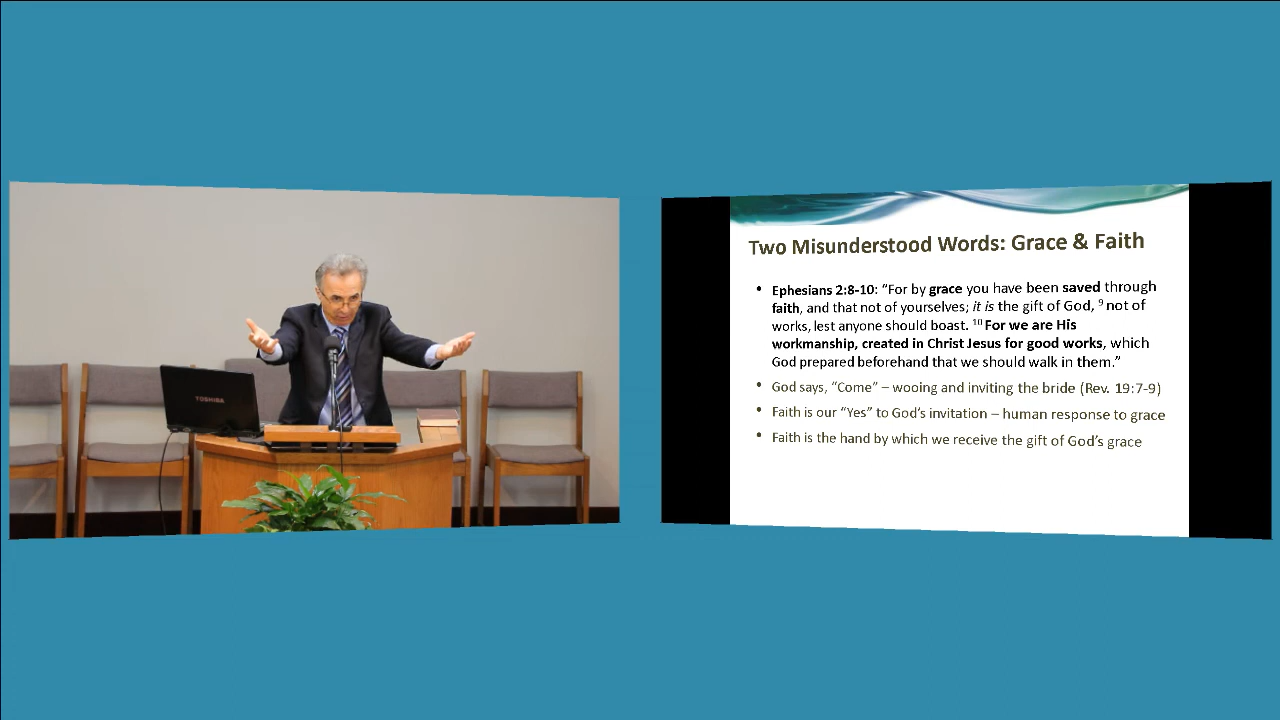 TOSHIBA
Two Misunderstood Words: Grace & Faith
• Ephesians 2:8-10: “For by grace you have been saved through
faith, and that not of yourselves; it is the gift of God, 9 not of
works, lest anyone should boast. 10 For we are His
workmanship, created in Christ Jesus for good works, which
God prepared beforehand that we should walk in them.”
• God says, “Come” – wooing and inviting the bride (Rev. 19:7-9)
• Faith is our “Yes” to God’s invitation – human response to grace
• Faith is the hand by which we receive the gift of God’s grace